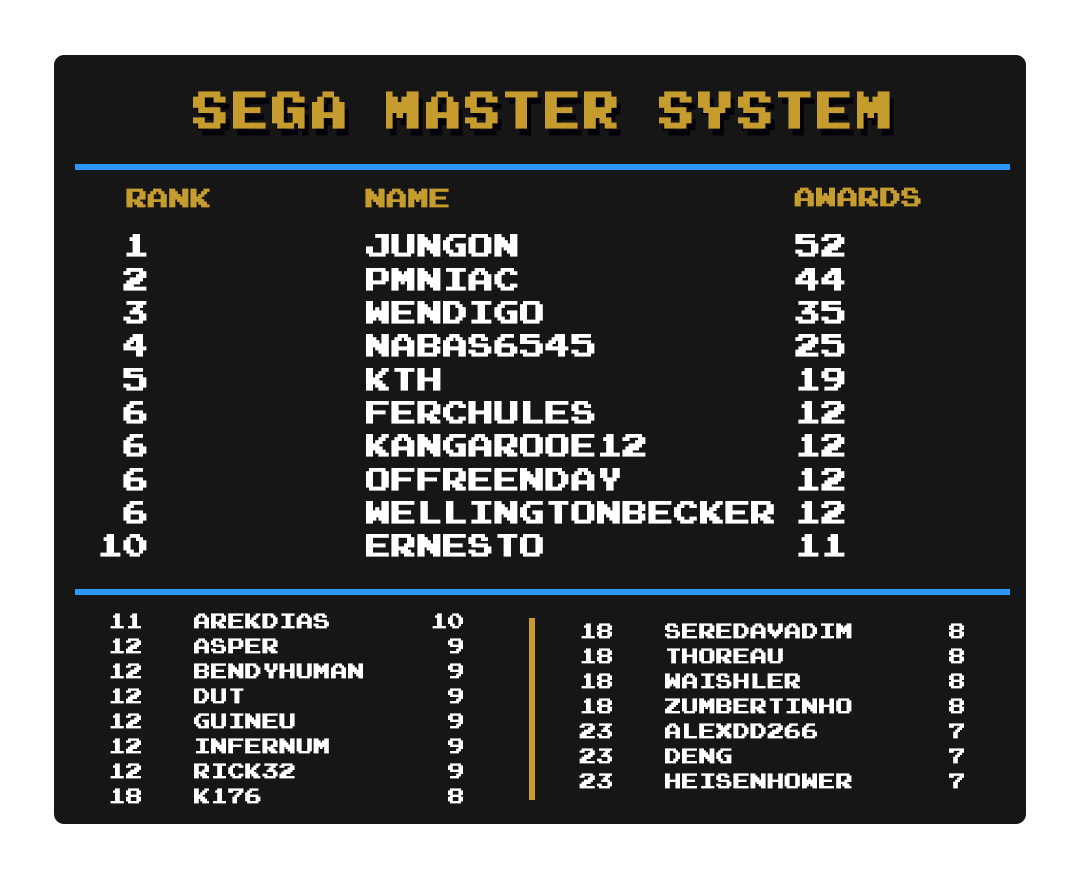 SEGA MASTER SYSTEM
RANK NAME AWARDS
1 JUNGON 52
2 PMNIAC 44
3 WENDIGO 35
4 NABAS6545 25
5 KTH 19
6 FERCHULES 12
6 KANGAROOE12 12
6 OFFREENDAY 12
6 WELLINGTONBECKER 12
10 ERNESTO 11
11 AREKDIAS 10
12 ASPER 9
12 BENDYHUMAN 9
12 DUT 9
12 GUINEU 9
12 INFERNUM 9
12 RICK32 9
18 K176 8
18 SEREDAVADIM 8
18 THOREAU 8
18 WAISHLER 8
18 ZUMBERTINHO 8
23 ALEXDD266 7
23 DENG 7
23 HEISENHOWER 7